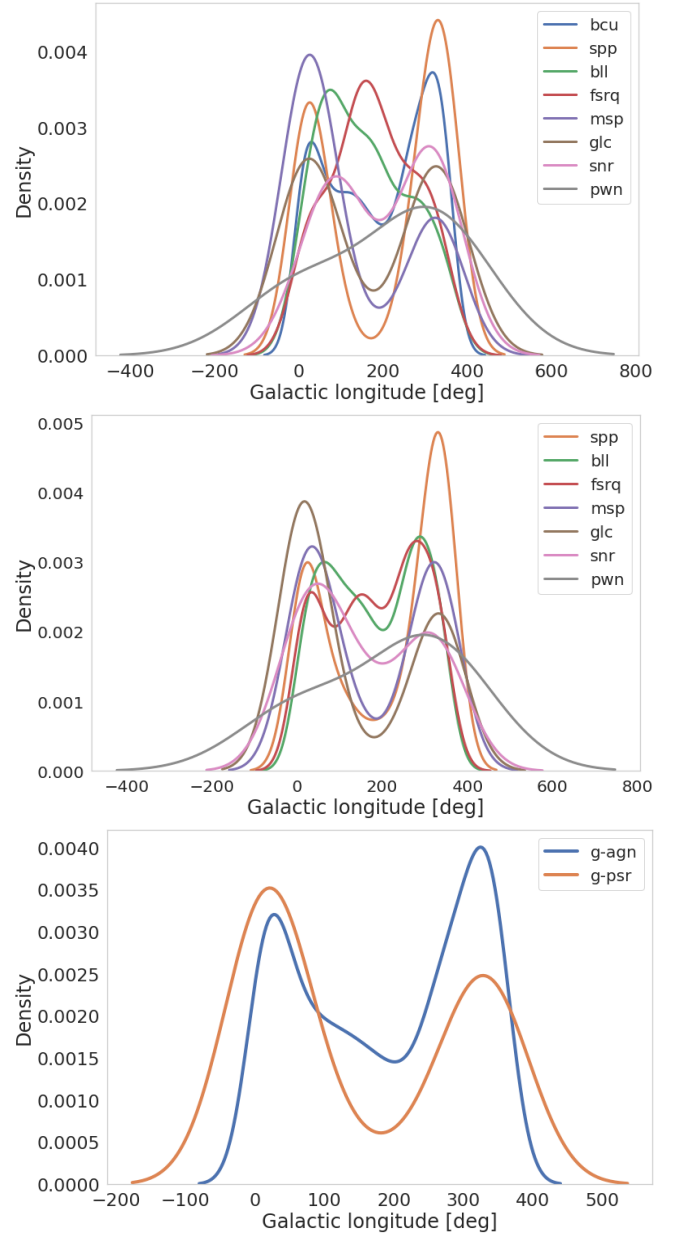 0.004
0.003
0.002
0.001
0.000
Density
−400
−200
0
200
400
600
800
Galactic longitude [deg]
bcu
spp
bll
fsrq
msp
glc
snr
pwn
0.005
0.004
0.003
0.002
0.001
0.000
Density
−400
−200
0
200
400
600
800
Galactic longitude [deg]
spp
bll
fsrq
msp
glc
snr
pwn
0.0040
0.0035
0.0030
0.0025
0.0020
0.0015
0.0010
0.0005
0.0000
Density
−200
−100
0
100
200
300
400
500
Galactic longitude [deg]
g-agn
g-psr